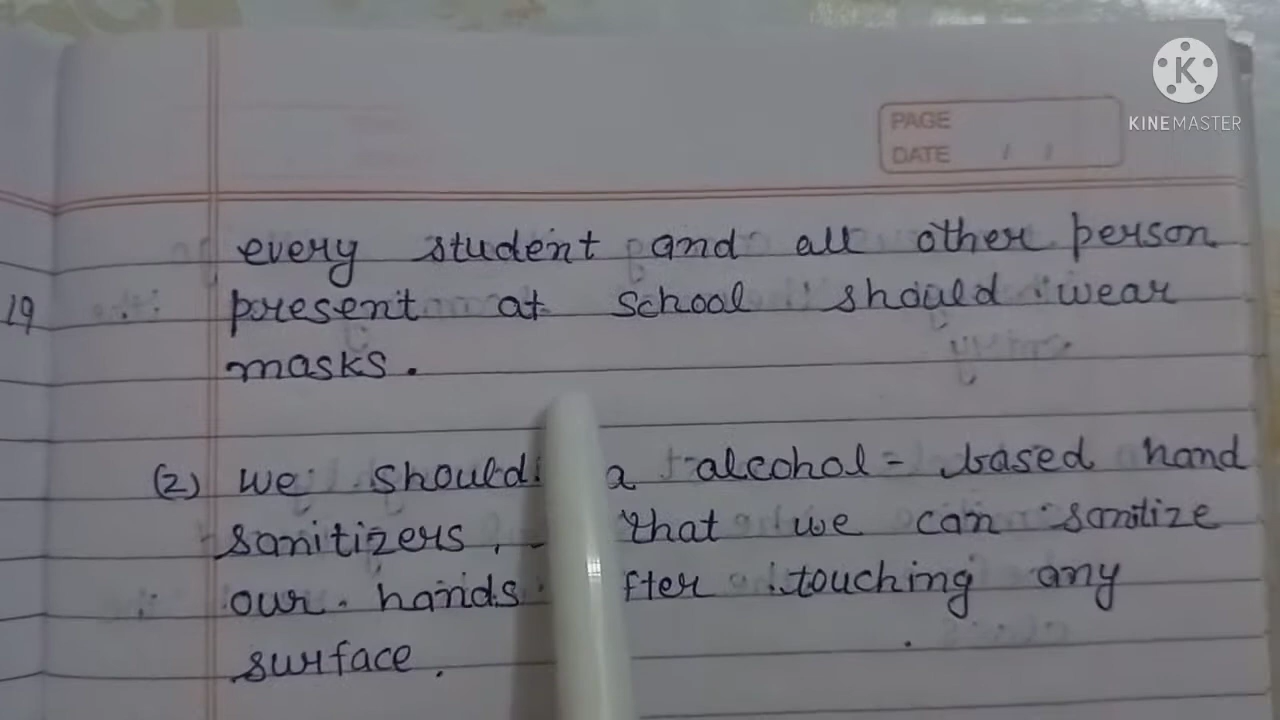 K
KINEMASTER
PAGE
DATE / /
every student and all other person
19 present at school should wear
masks.
(2) we should a alcohol - based hand
sanitizers, that we can sanitize
our hands fter touching any
surface.